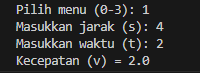 Pilih menu (0-3): 1
Masukkan jarak (s): 4
Masukkan waktu (t): 2
Kecepatan (v) = 2.0